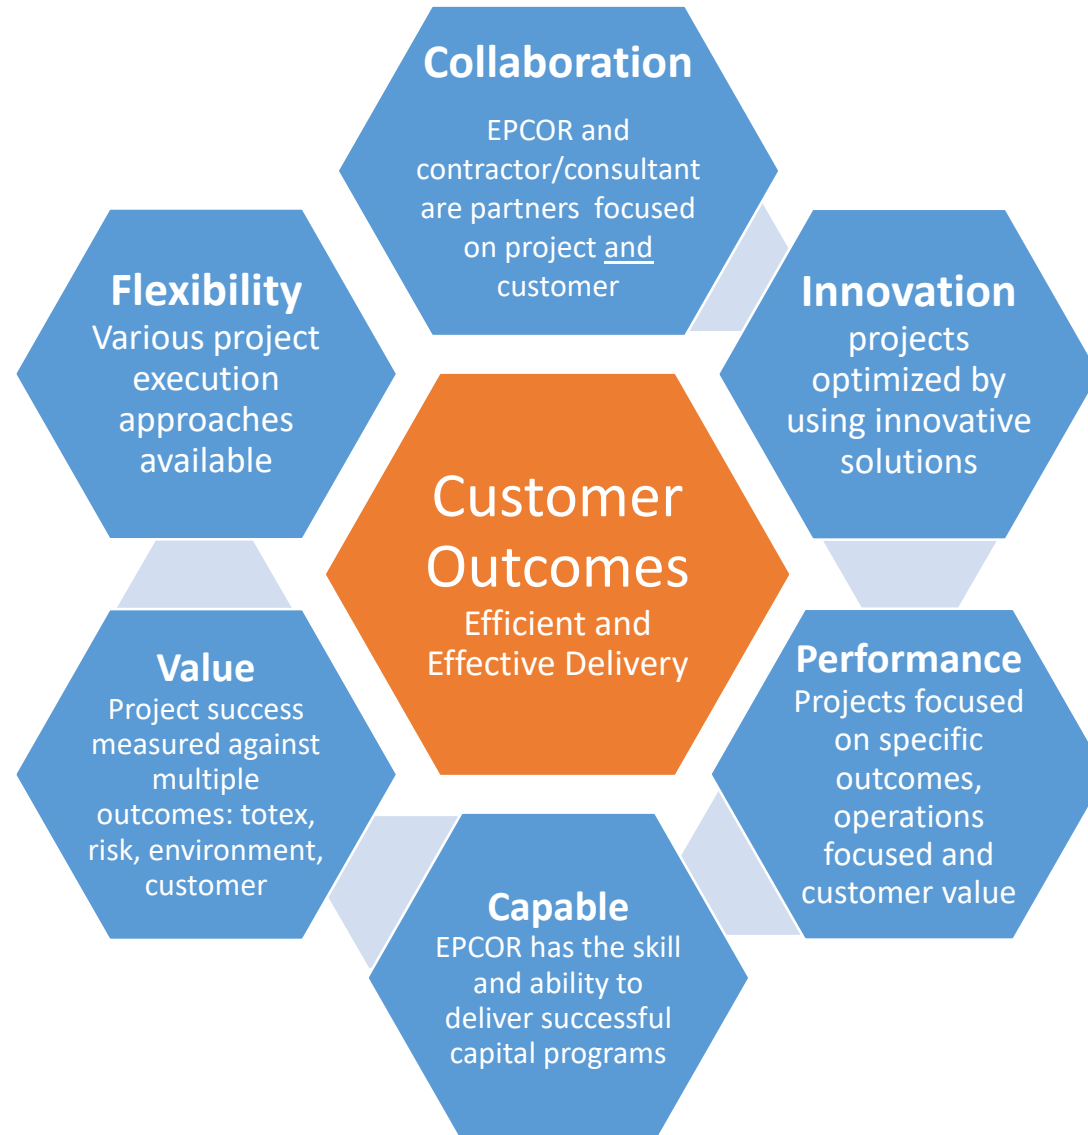 Collaboration
EPCOR and
contractor/consultant
are partners focused
on project and
customer
Innovation
projects
optimized by
using innovative
solutions
Performance
Projects focused
on specific
outcomes,
operations
focused and
customer value
Capable
EPCOR has the skill
and ability to
deliver successful
capital programs
Value
Project success
measured against
multiple
outcomes: totex,
risk, environment,
customer
Flexibility
Various project
execution
approaches
available
Customer
Outcomes
Efficient and
Effective Delivery